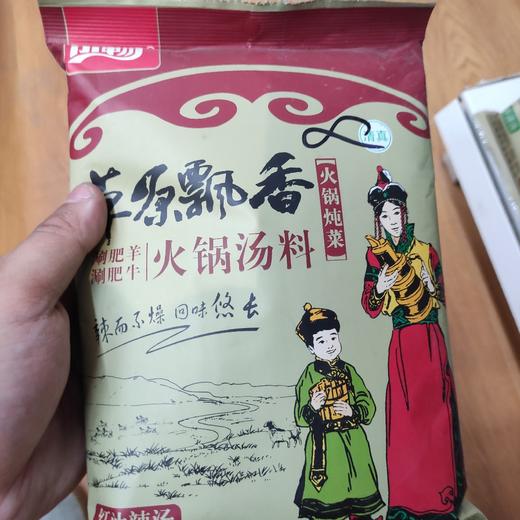 清真
草原飘香
【火锅炖菜】
涮肥羊
涮肥牛
火锅汤料
辣而不燥 回味悠长
红油辣汤